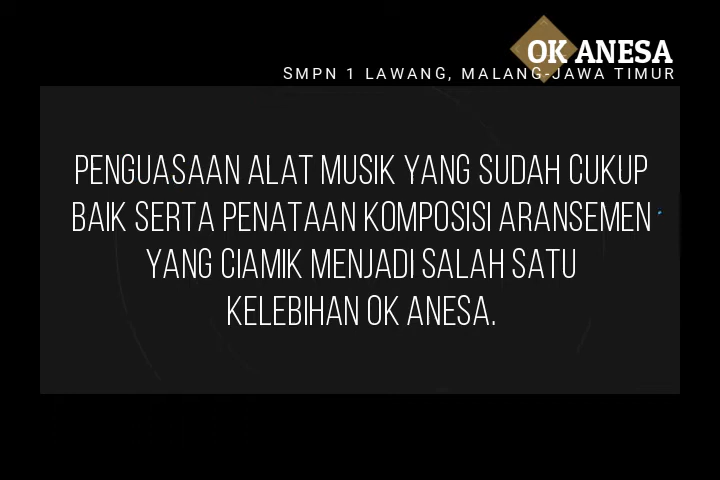 OK ANESA
SMPN 1 LAWANG, MALANG-JAWA TIMUR
PENGUASAAN ALAT MUSIK YANG SUDAH CUKUP
BAIK SERTA PENATAAN KOMPOSISI ARANSEMEN
YANG CIAMIK MENJADI SALAH SATU
KELEBIHAN OK ANESA.